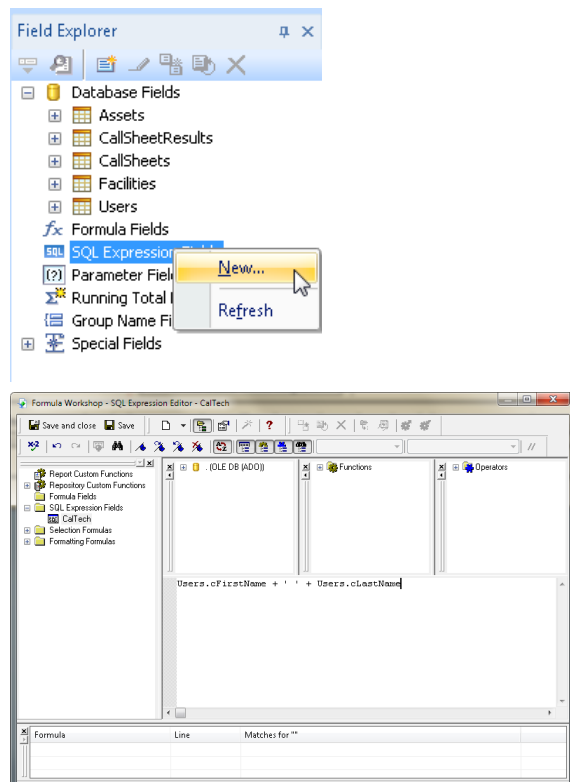 Field Explorer
Database Fields
Assets
CallSheetResults
CallSheets
Facilities
Users
fx Formula Fields
SQL SQL Expression
New...
(?) Parameter
Running Total
Refresh
Group Name
Special Fields
Formula Workshop - SQL Expression Editor - CalTech
Save and close Save
Report Custom Functions
Repository Custom Functions
Formula Fields
SQL Expression Fields
CalTech
Selection Formulas
Formatting Formulas
. (OLE DB (ADO))
Functions
Operators
Users.cFirstName + ' ' + Users.cLastName
Formula Line Matches for ""